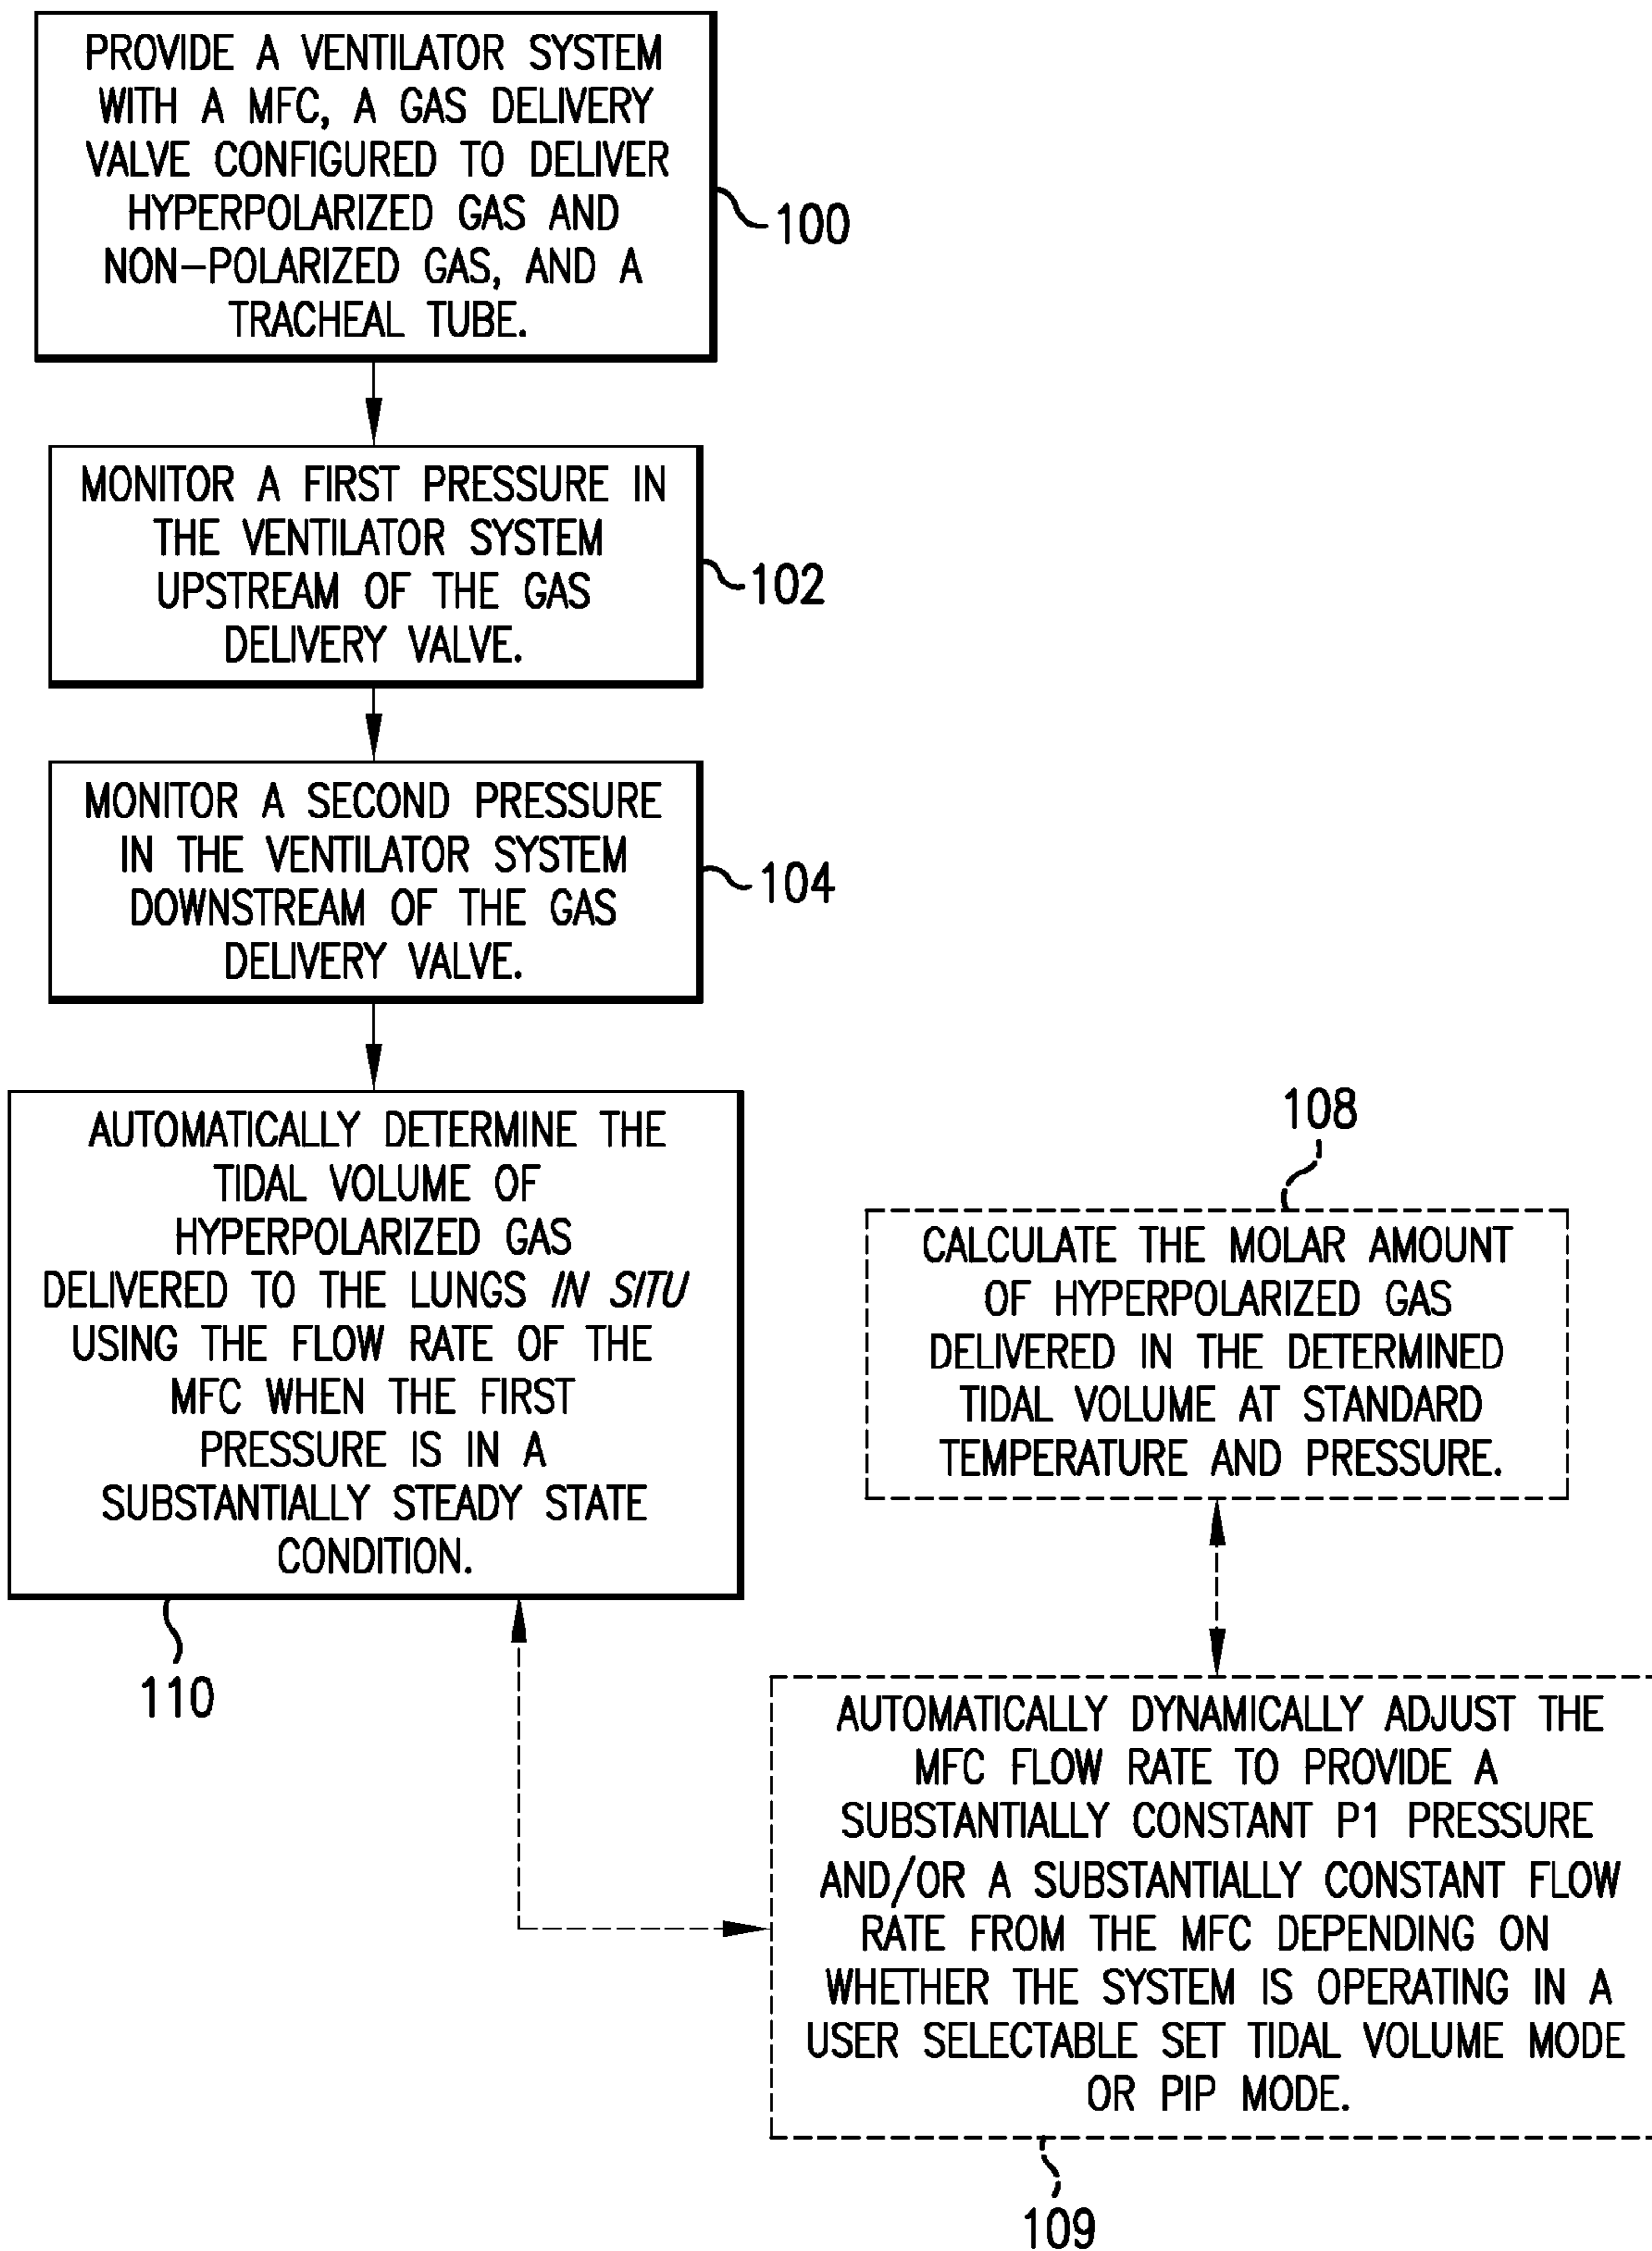 PROVIDE A VENTILATOR SYSTEM
WITH A MFC, A GAS DELIVERY
VALVE CONFIGURED TO DELIVER
HYPERPOLARIZED GAS AND
NON-POLARIZED GAS, AND A
TRACHEAL TUBE.
100
MONITOR A FIRST PRESSURE IN
THE VENTILATOR SYSTEM
UPSTREAM OF THE GAS
DELIVERY VALVE.
102
MONITOR A SECOND PRESSURE
IN THE VENTILATOR SYSTEM
DOWNSTREAM OF THE GAS
DELIVERY VALVE.
104
AUTOMATICALLY DETERMINE THE
TIDAL VOLUME OF
HYPERPOLARIZED GAS
DELIVERED TO THE LUNGS IN SITU
USING THE FLOW RATE OF THE
MFC WHEN THE FIRST
PRESSURE IS IN A
SUBSTANTIALLY STEADY STATE
CONDITION.
110
108
CALCULATE THE MOLAR AMOUNT
OF HYPERPOLARIZED GAS
DELIVERED IN THE DETERMINED
TIDAL VOLUME AT STANDARD
TEMPERATURE AND PRESSURE.
AUTOMATICALLY DYNAMICALLY ADJUST THE
MFC FLOW RATE TO PROVIDE A
SUBSTANTIALLY CONSTANT P1 PRESSURE
AND/OR A SUBSTANTIALLY CONSTANT FLOW
RATE FROM THE MFC DEPENDING ON
WHETHER THE SYSTEM IS OPERATING IN A
USER SELECTABLE SET TIDAL VOLUME MODE
OR PIP MODE.
109